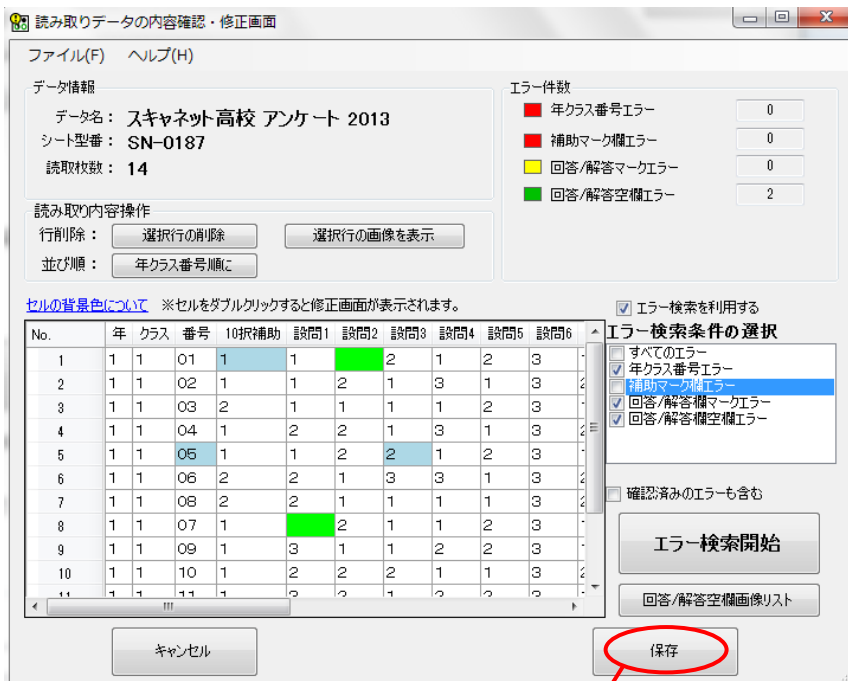 読み取りデータの内容確認・修正画面
ファイル(F) ヘルプ(H)
データ情報
データ名： スキャネット高校 アンケート 2013
シート型番： SN-0187
読取枚数： 14
エラー件数
年クラス番号エラー 0
補助マーク欄エラー 0
回答/解答マークエラー 0
回答/解答空欄エラー 2
読み取り内容操作
行削除： 選択行の削除 選択行の画像を表示
並び順： 年クラス番号順に
セルの背景色について ※セルをダブルクリックすると修正画面が表示されます。
No. 年 クラス 番号 10択補助 設問1 設問2 設問3 設問4 設問5 設問6
1 1 1 01 1 1 2 1 2 3
2 1 1 02 1 1 2 1 3 1 3
3 1 1 03 2 1 1 1 1 2 3
4 1 1 04 1 2 2 1 3 1 3
5 1 1 05 1 1 2 2 1 2 3
6 1 1 06 2 2 1 3 3 1 3
7 1 1 08 2 2 1 1 1 1 3
8 1 1 07 1 2 1 1 2 3
9 1 1 09 1 3 1 1 2 2 3
10 1 1 10 1 2 2 2 1 1 3
エラー検索を利用する
エラー検索条件の選択
すべてのエラー
年クラス番号エラー
補助マーク欄エラー
回答/解答欄マークエラー
回答/解答欄空欄エラー
確認済みのエラーも含む
エラー検索開始
回答/解答空欄画像リスト
キャンセル
保存